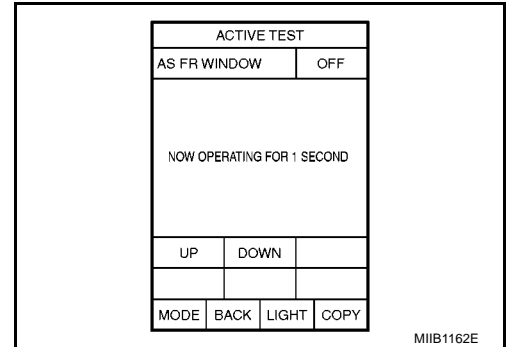 ACTIVE TEST
AS FR WINDOW OFF
NOW OPERATING FOR 1 SECOND
UP DOWN
MODE BACK LIGHT COPY
MIIB1162E